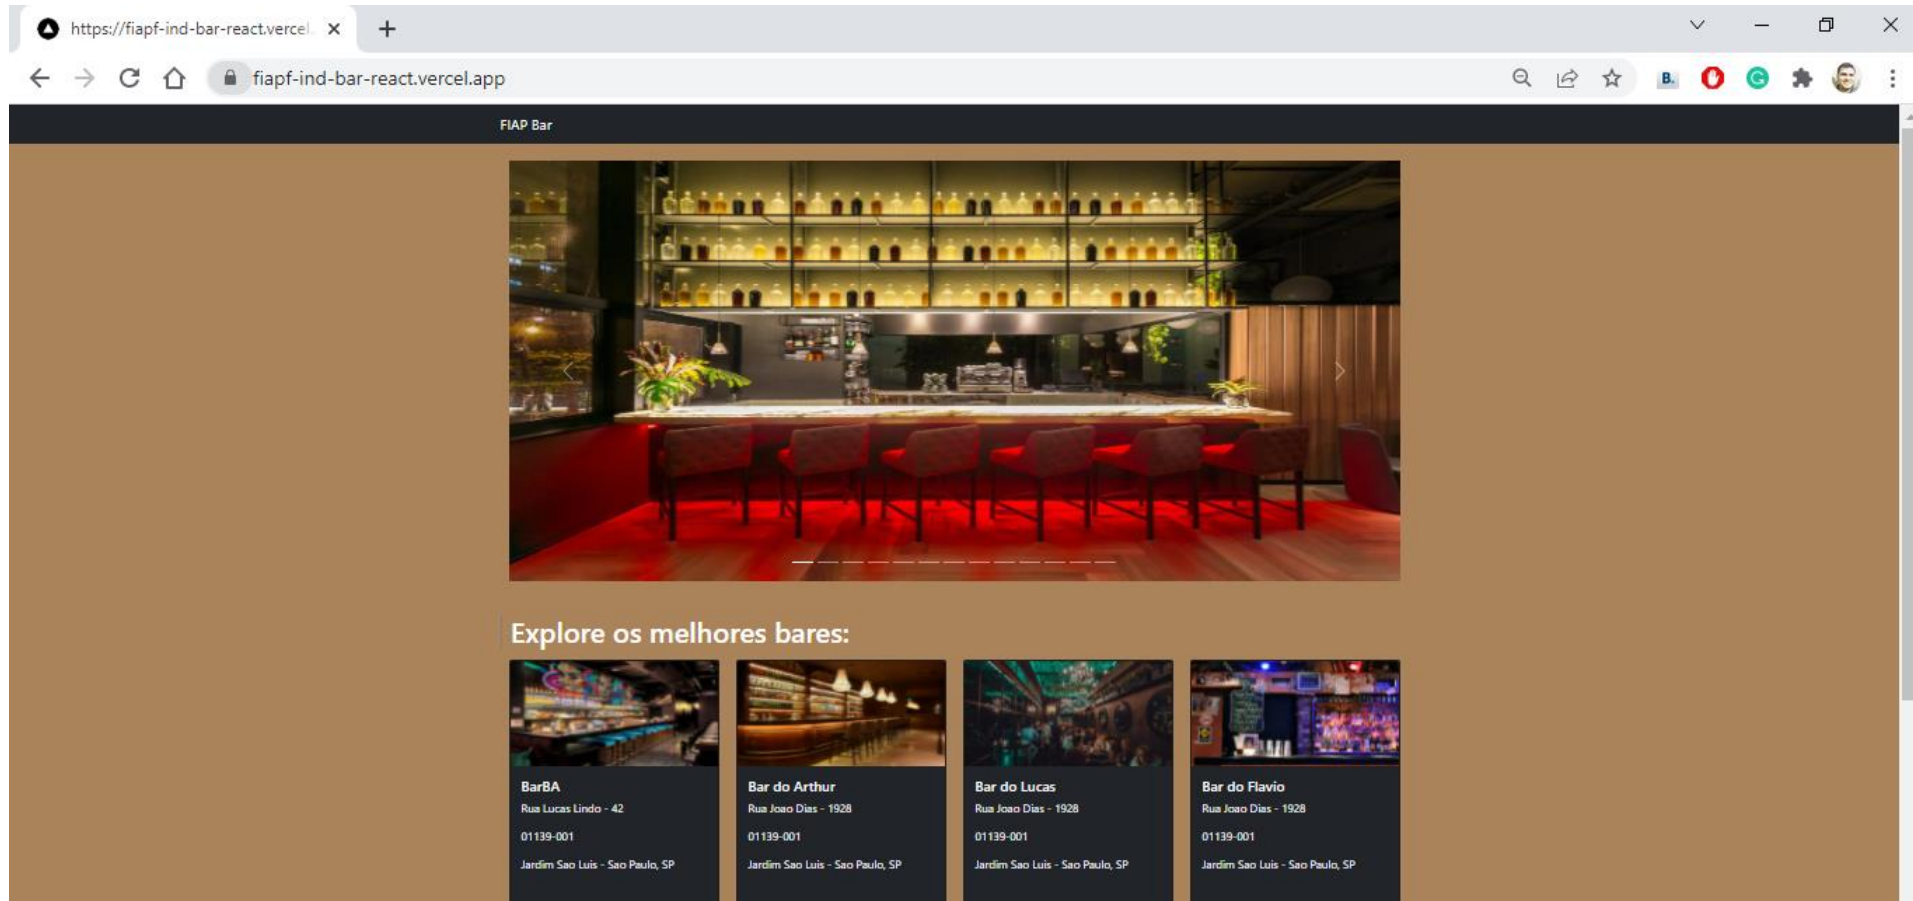 https://fiapf-ind-bar-react.vercel.
fiapf-ind-bar-react.vercel.app
B.
G
FIAP Bar
Explore os melhores bares:
BarBA
Rua Lucas Lindo - 42
01139-001
Jardim Sao Luis - Sao Paulo, SP
Bar do Arthur
Rua Joao Dias - 1928
01139-001
Jardim Sao Luis - Sao Paulo, SP
Bar do Lucas
Rua Joao Dias - 1928
01139-001
Jardim Sao Luis - Sao Paulo, SP
Bar do Flavio
Rua Joao Dias - 1928
01139-001
Jardim Sao Luis - Sao Paulo, SP